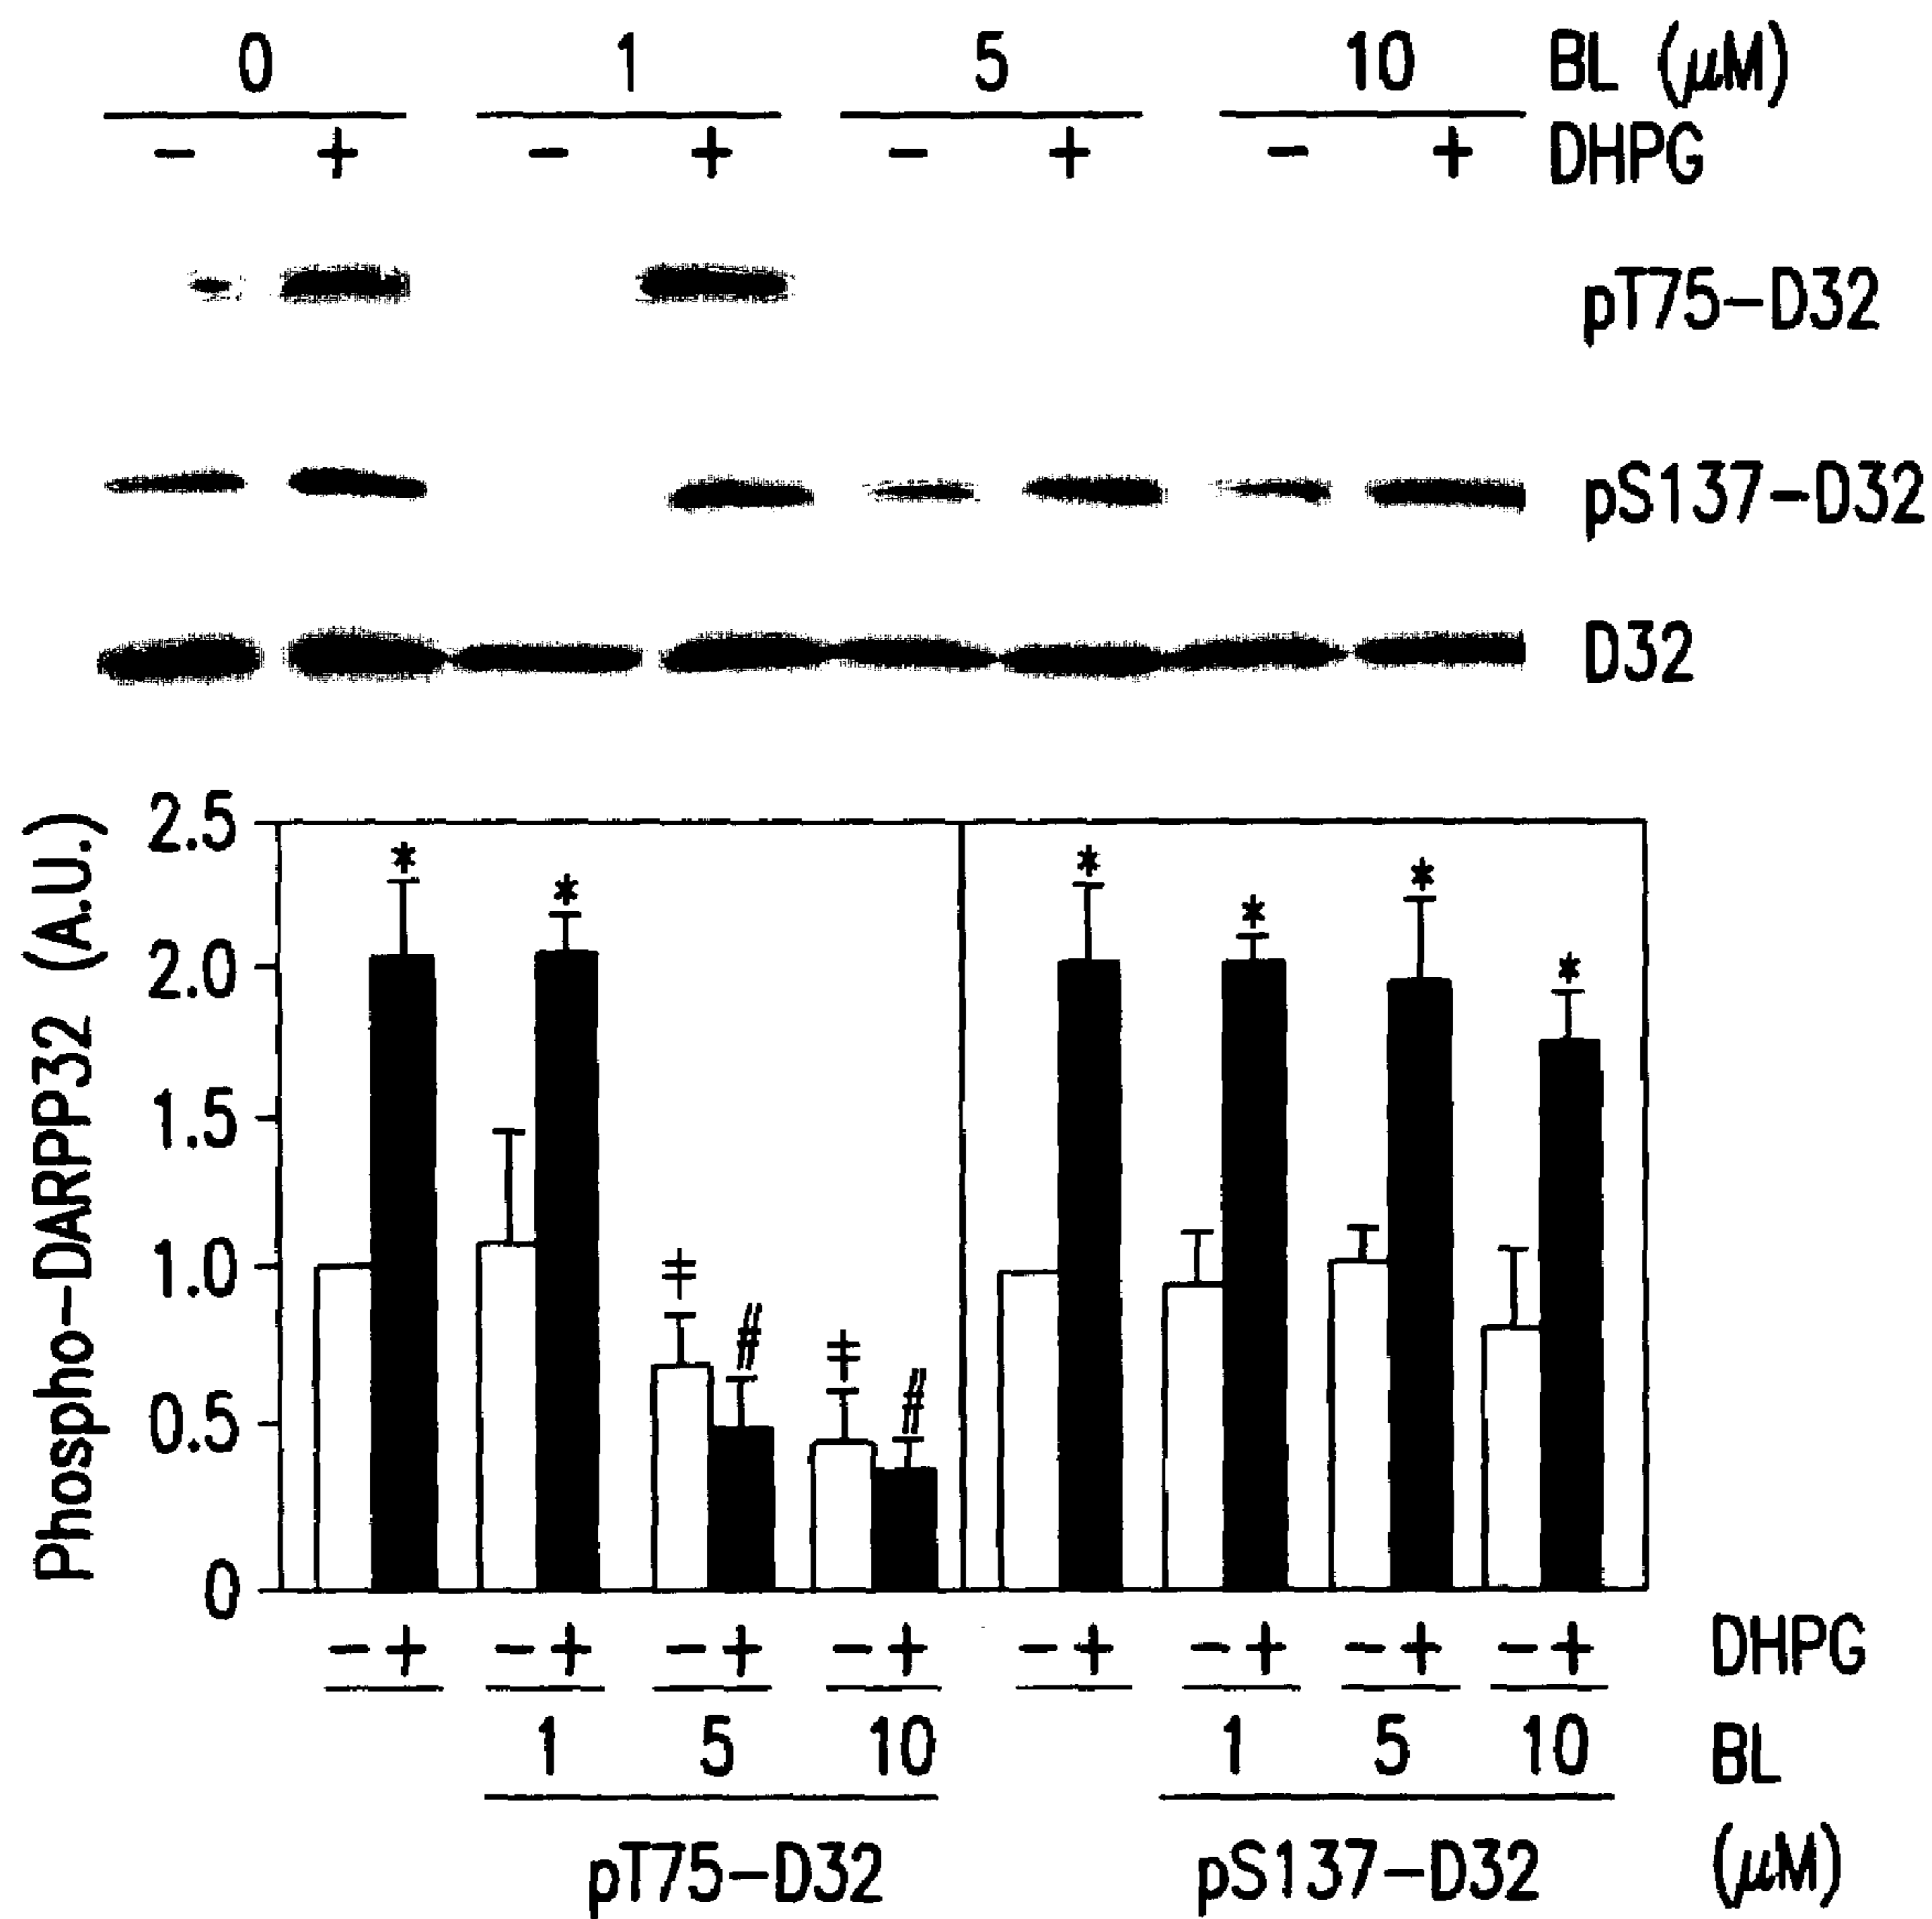 0 1 5 10 BL (μM)
- + - + - + - + DHPG
pT75-D32
pS137-D32
D32
Phospho-DARPP32 (A.U.)
2.5
2.0
1.5
1.0
0.5
0
* * ‡ # ‡ # * * * *
-+ -+ -+ -+ -+ -+ -+ -+ DHPG
1 5 10 1 5 10 BL
pT75-D32 pS137-D32 (μM)